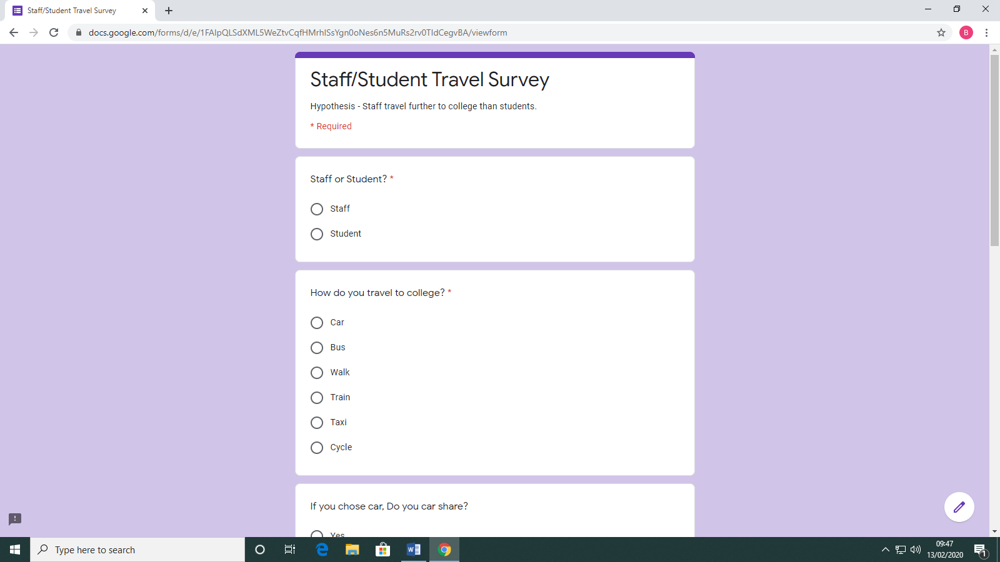 Staff/Student Travel Survey
docs.google.com/forms/d/e/1FAIpQLSdXML5WeZtvCqfHMrhlSsYgn0oNes6n5MuRs2rv0TIdCegvBA/viewform
B
Staff/Student Travel Survey
Hypothesis - Staff travel further to college than students.
* Required
Staff or Student? *
Staff
Student
How do you travel to college? *
Car
Bus
Walk
Train
Taxi
Cycle
If you chose car, Do you car share?
Yes
Type here to search
09:47
13/02/2020
1